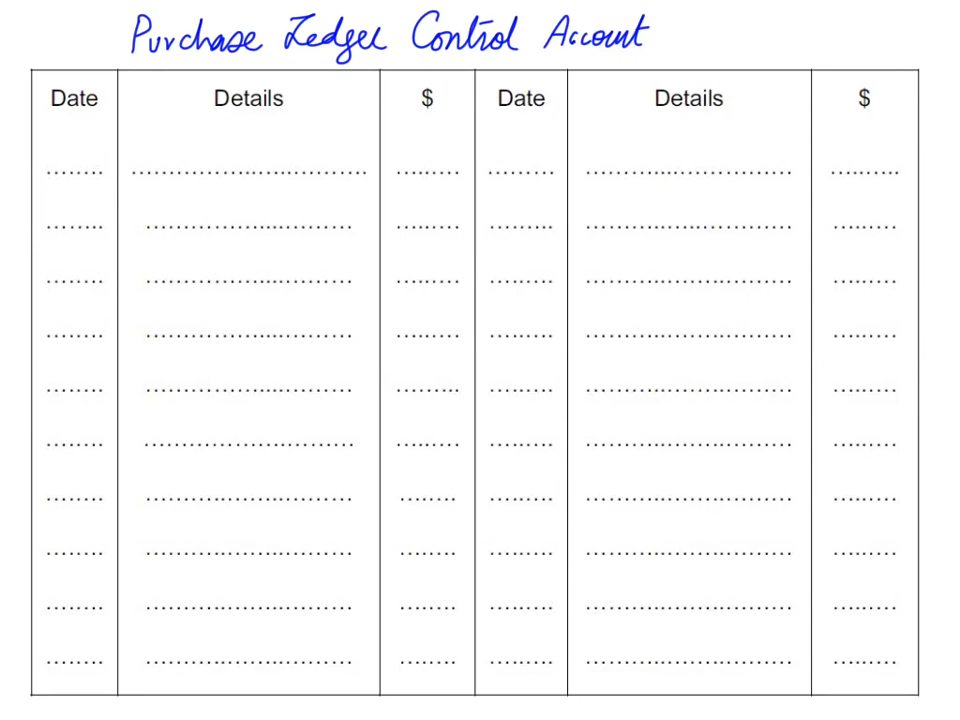 Purchase Ledger Control Account
Date Details $ Date Details $